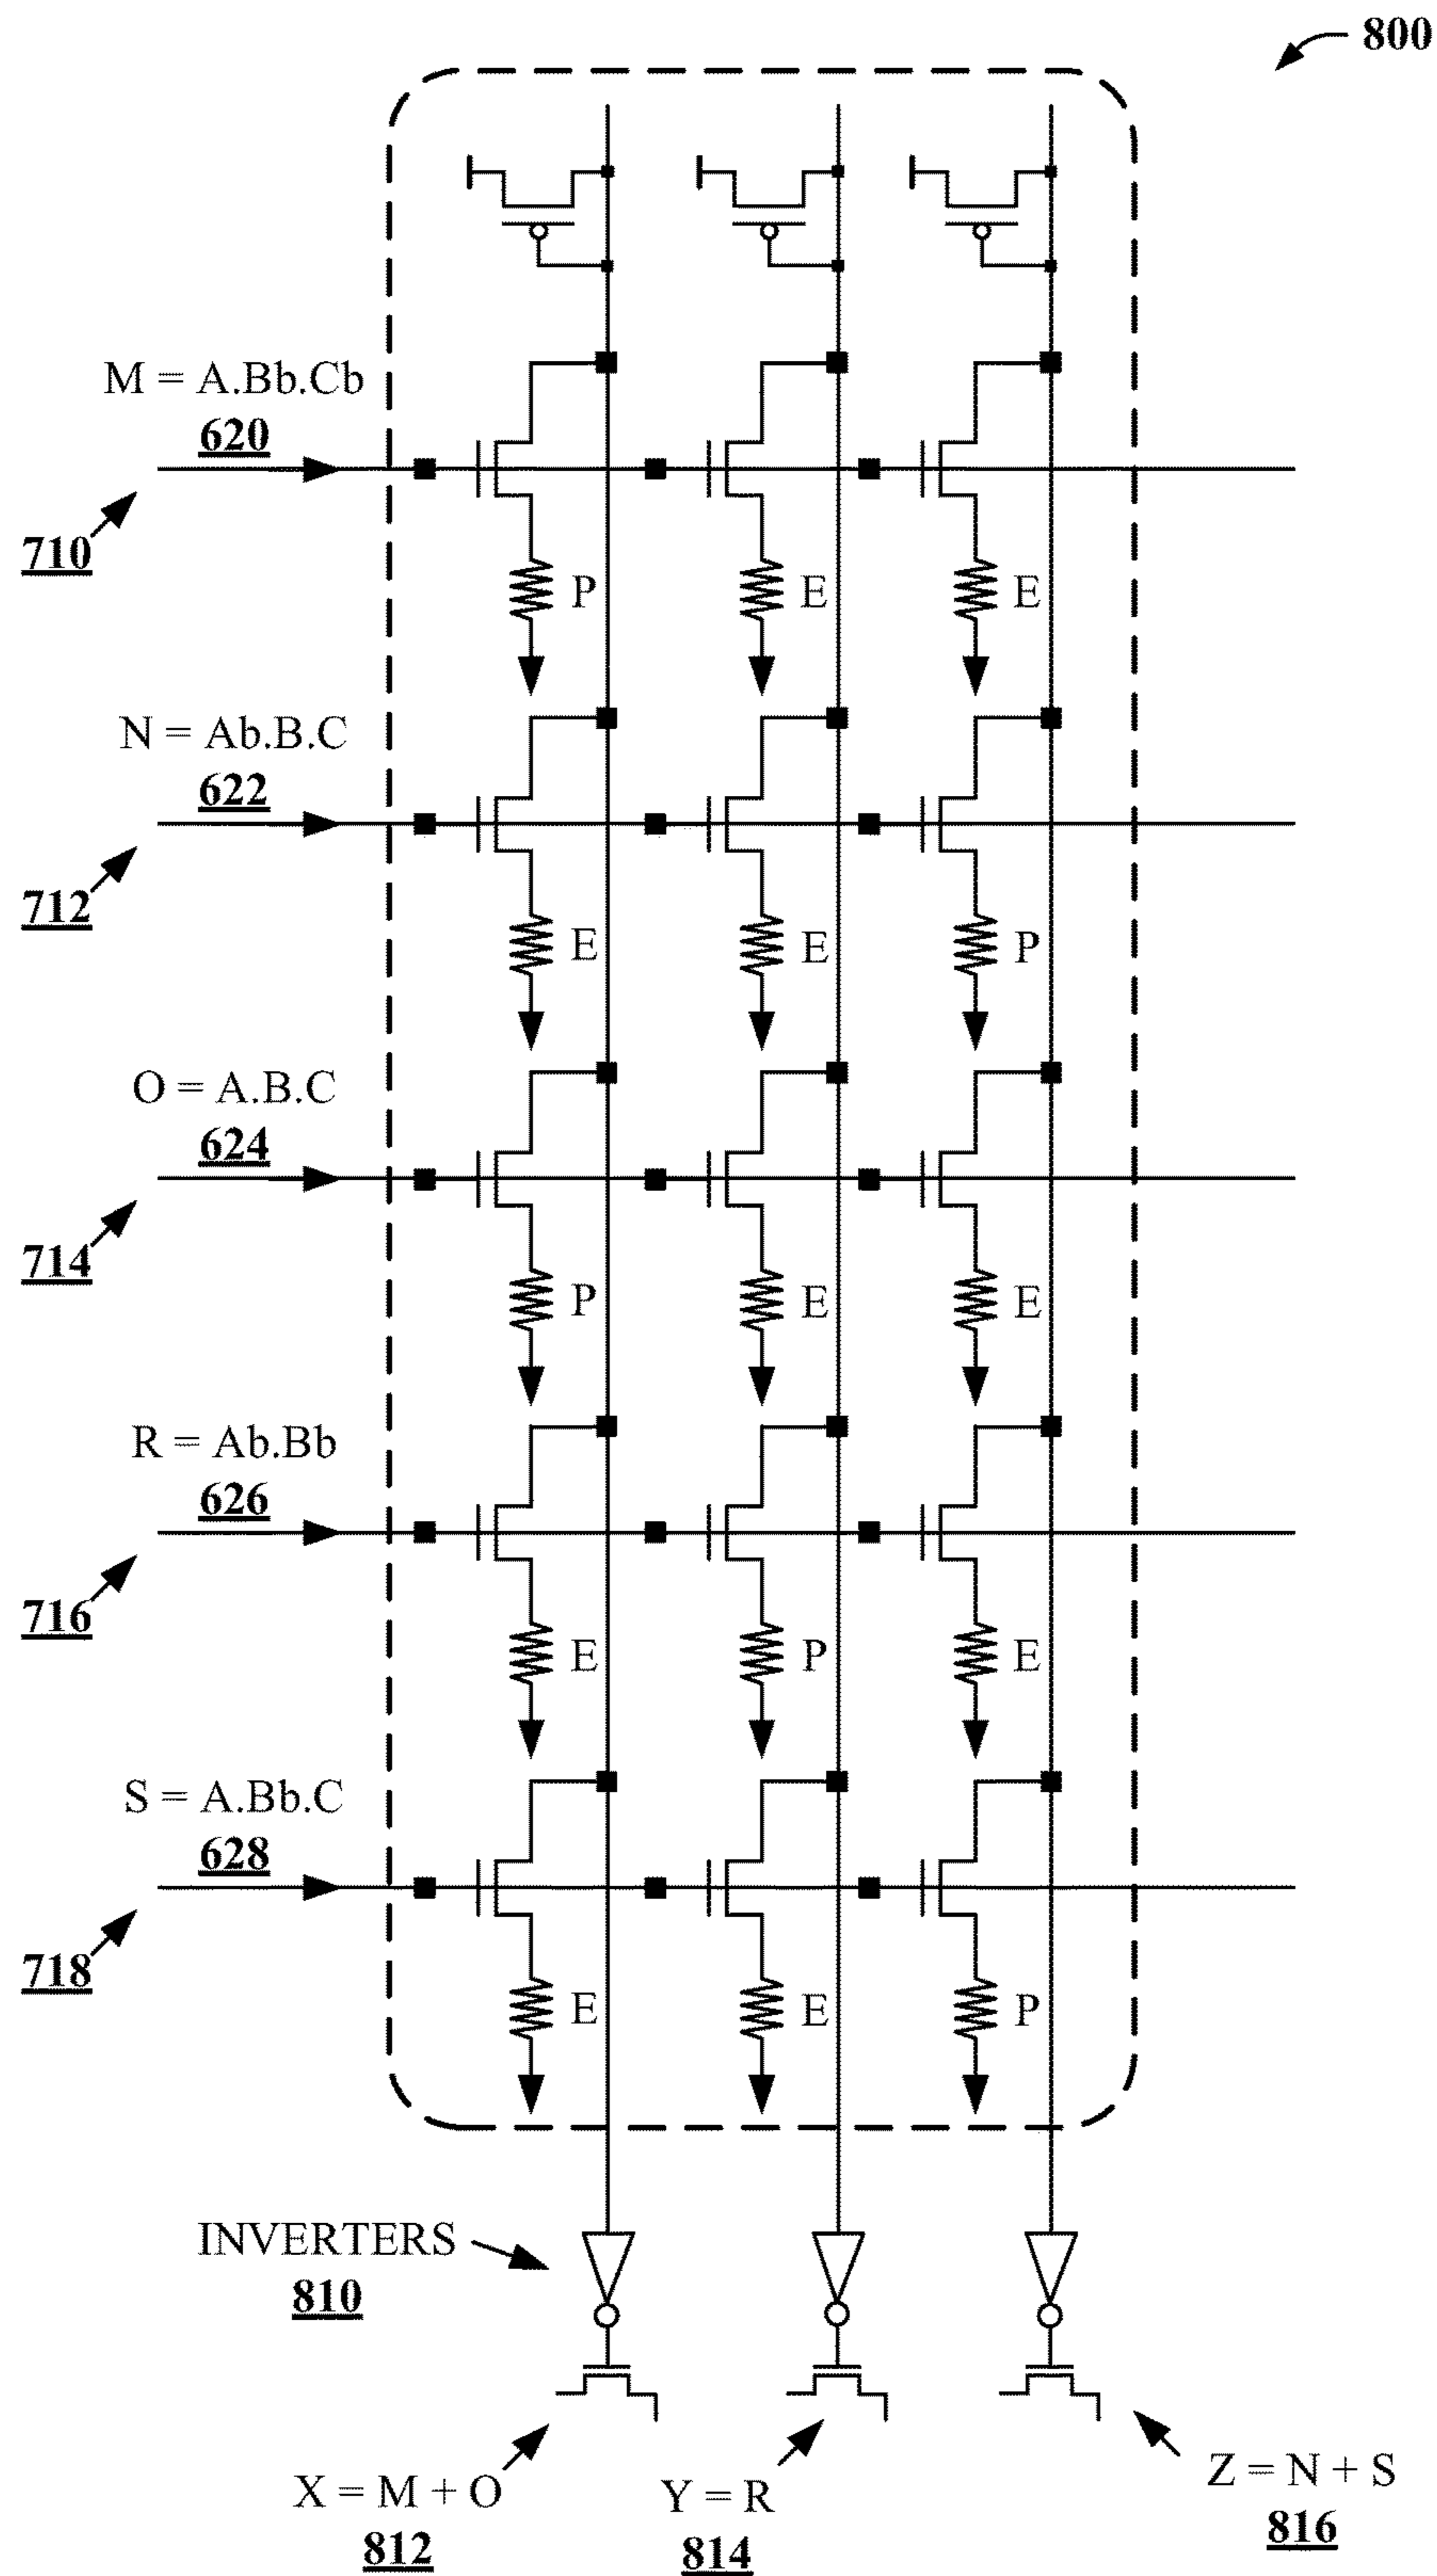 800
M = A.Bb.Cb
620
710
P
E
E
N = Ab.B.C
622
712
E
E
P
O = A.B.C
624
714
P
E
E
R = Ab.Bb
626
716
E
P
E
S = A.Bb.C
628
718
E
E
P
INVERTERS
810
X = M + O
812
Y = R
814
Z = N + S
816